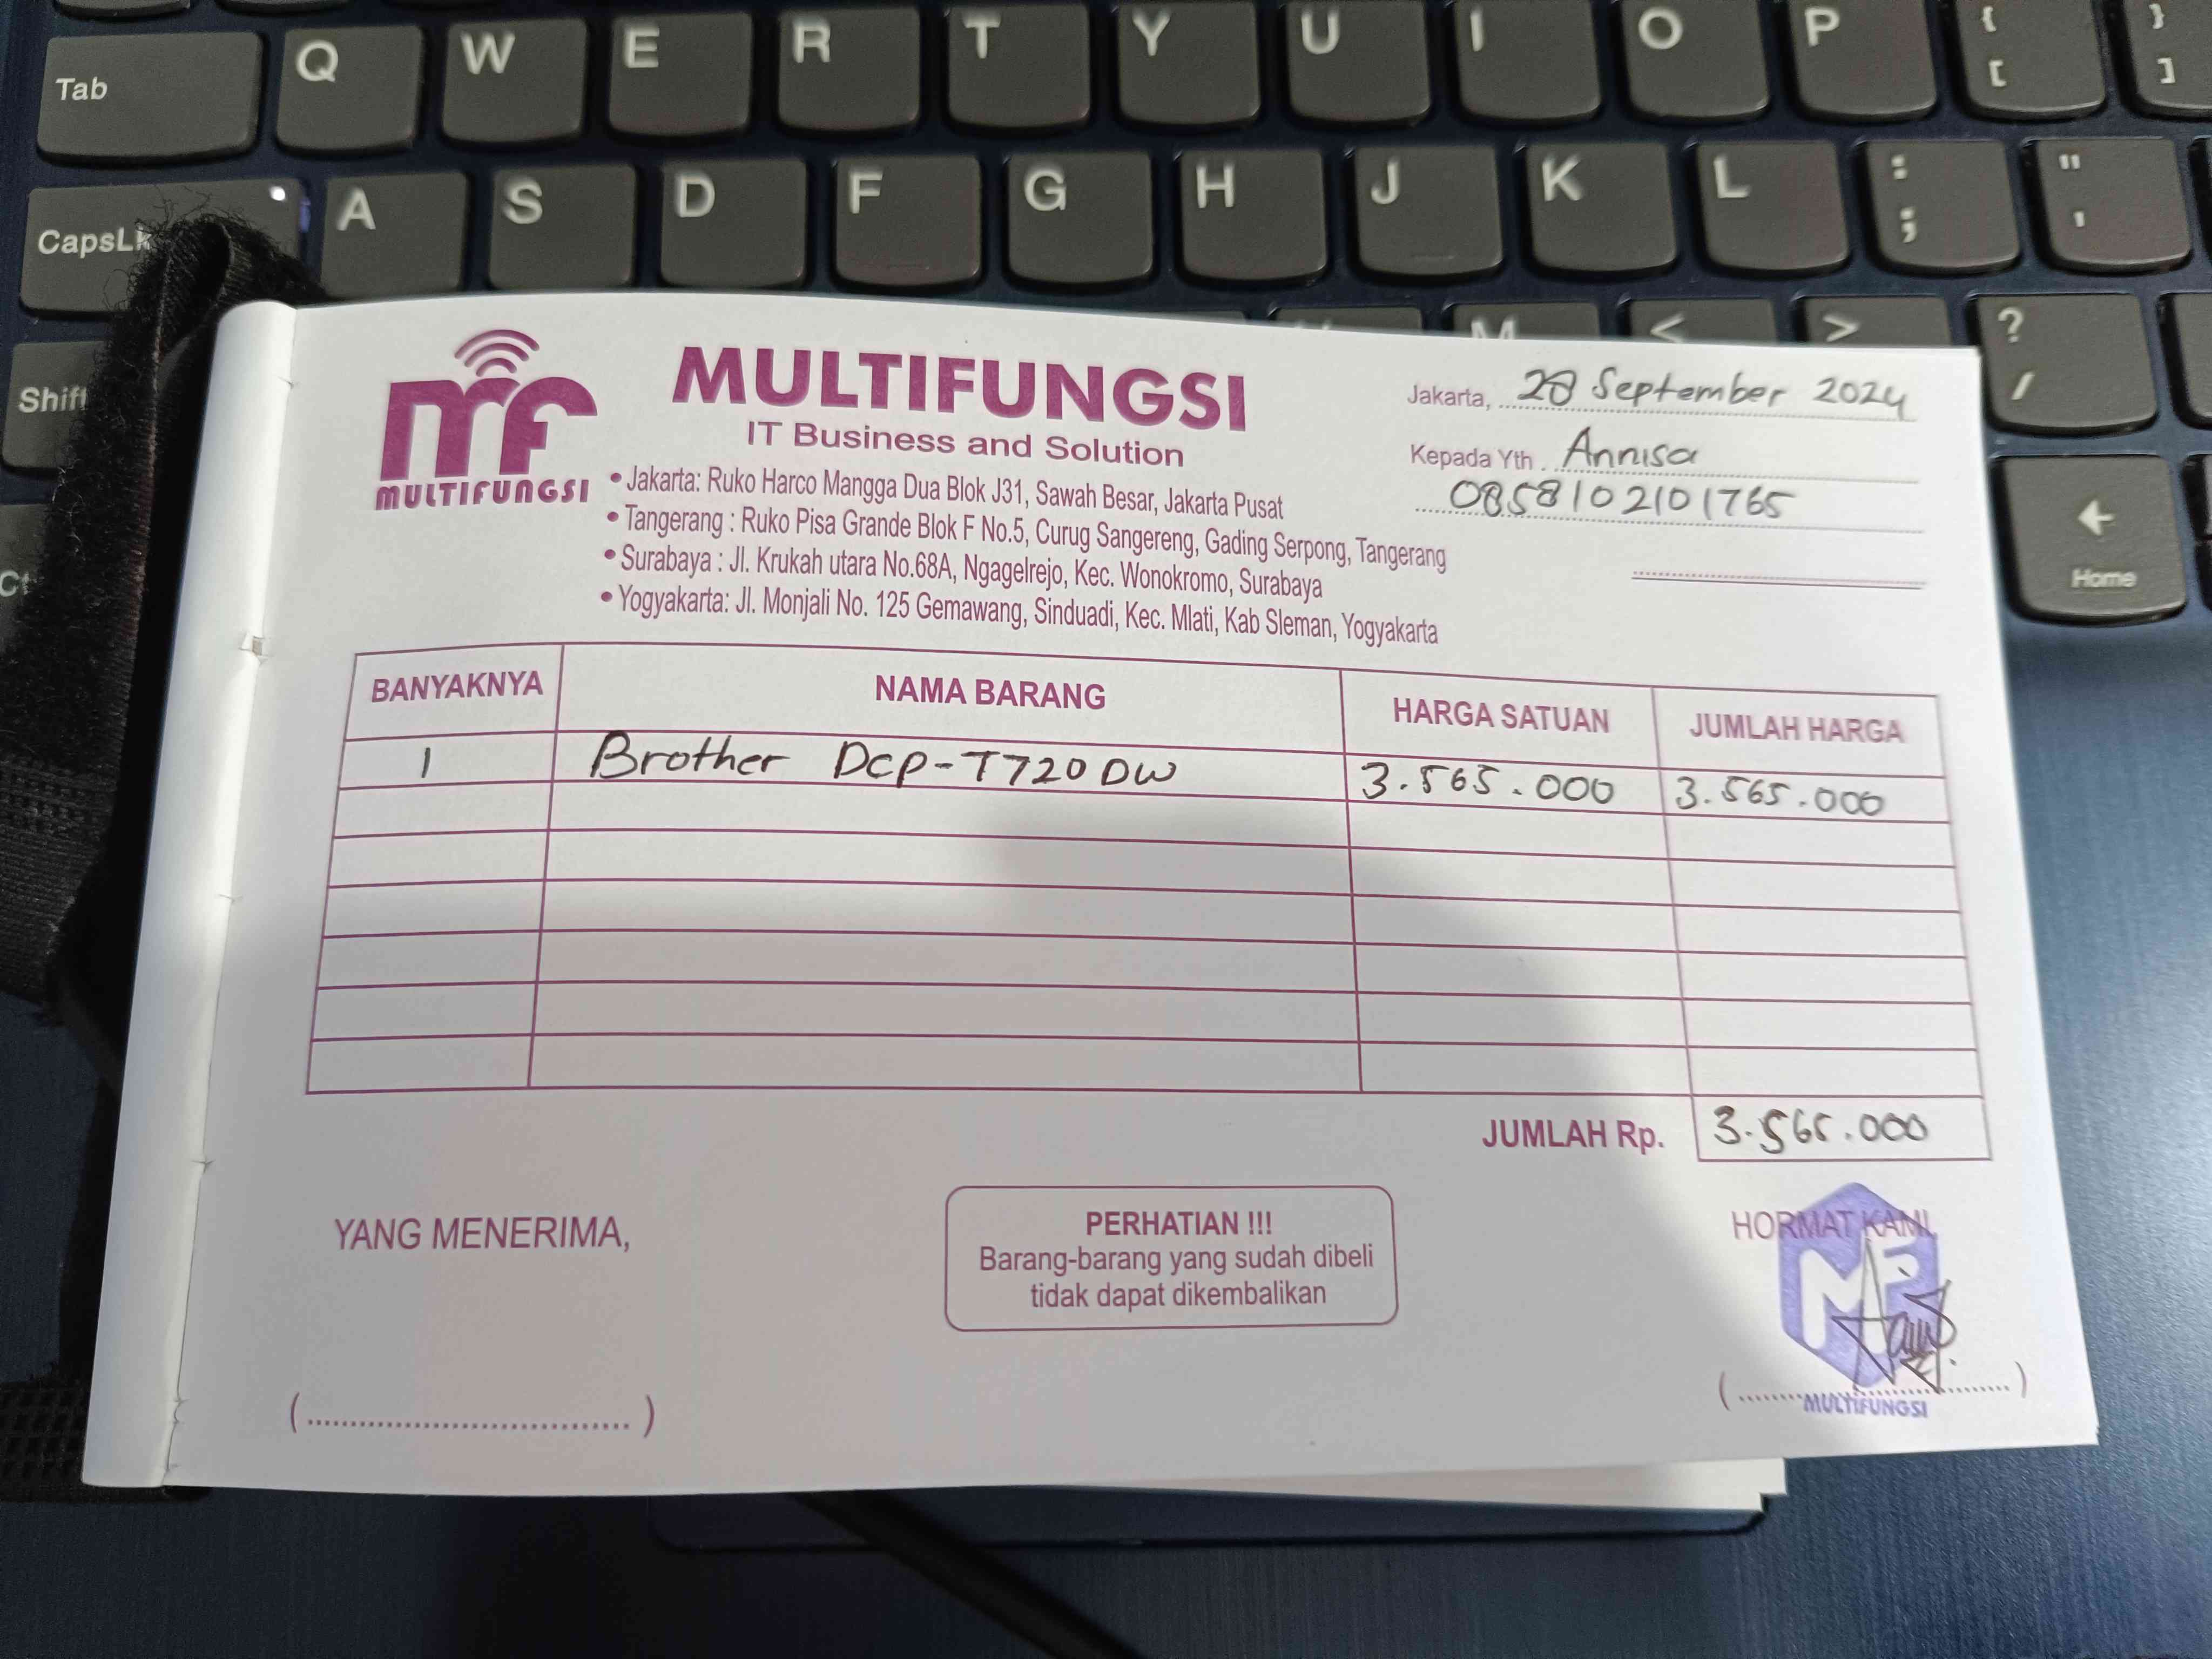 Tab Q W E R T Y U I O P { [ } ]
CapsLk A S D F G H J K L : ; " '
Shift M < > ? /
Home
MULTIFUNGSI
MULTIFUNGSI
IT Business and Solution
• Jakarta: Ruko Harco Mangga Dua Blok J31, Sawah Besar, Jakarta Pusat
• Tangerang : Ruko Pisa Grande Blok F No.5, Curug Sangereng, Gading Serpong, Tangerang
• Surabaya : Jl. Krukah utara No.68A, Ngagelrejo, Kec. Wonokromo, Surabaya
• Yogyakarta: Jl. Monjali No. 125 Gemawang, Sinduadi, Kec. Mlati, Kab Sleman, Yogyakarta
Jakarta, 28 September 2024
Kepada Yth. Annisa
0858102101765
BANYAKNYA NAMA BARANG HARGA SATUAN JUMLAH HARGA
1 Brother DCP-T720DW 3.565.000 3.565.000
JUMLAH Rp. 3.565.000
YANG MENERIMA,
PERHATIAN !!!
Barang-barang yang sudah dibeli
tidak dapat dikembalikan
HORMAT KAMI,
MF
MULTIFUNGSI